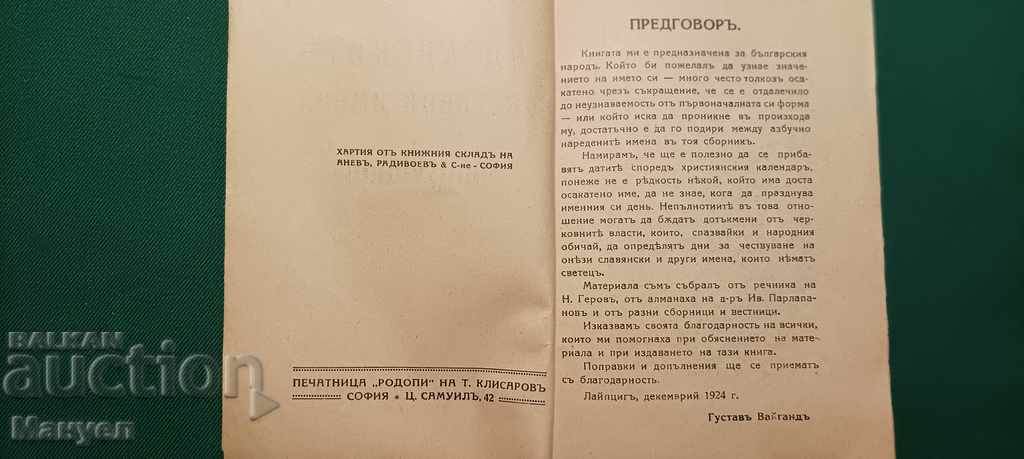 ХАРТИЯ ОТЪ КНИЖНИЯ СКЛАДЪ НА
АНЕВЪ, РАДИВОЕВЪ & С-ие - СОФИЯ
ПЕЧАТНИЦА „РОДОПИ" НА Т. КЛИСАРОВЪ
СОФИЯ * Ц. САМУИЛЪ, 42
ПРЕДГОВОРЪ.
Книгата ми е предназначена за българския
народъ. Който би пожелалъ да узнае значе-
нието на името си — много често толкозъ оса-
катено чрезъ съкращение, че се е отдалечило
до неузнаваемость отъ първоначалната си форма
— или който иска да проникне въ произхода
му, достатъчно е да го подири между азбучно
нареденитѣ имена въ тоя сборникъ.
Намирамъ, че ще е полезно да се приба-
вятъ датитѣ споредъ християнския календаръ,
понеже не е рѣдкость нѣкой, който има доста
осакатено име, да не знае, кога да празднува
именния си день. Непълнотиитѣ въ това отно-
шение могатъ да бѫдатъ дотъкмени отъ чер-
ковнитѣ власти, които, спазвайки и народния
обичай, да опредѣлятъ дни за чествуване на
онѣзи славянски и други имена, които нѣматъ
светецъ.
Материала съмъ събралъ отъ речника на
Н. Геровъ, отъ алманаха на д-ръ Ив. Парлапа-
новъ и отъ разни сборници и вестници.
Изказвамъ своята благодарность на всички,
които ми помогнаха при обяснението на мате-
риала и при издаването на тази книга.
Поправки и допълнения ще се приематъ
съ благодарность.
Лайпцигъ, декемврий 1924 г.
Густавъ Вайгандъ
BALKAN
auction
Мануел